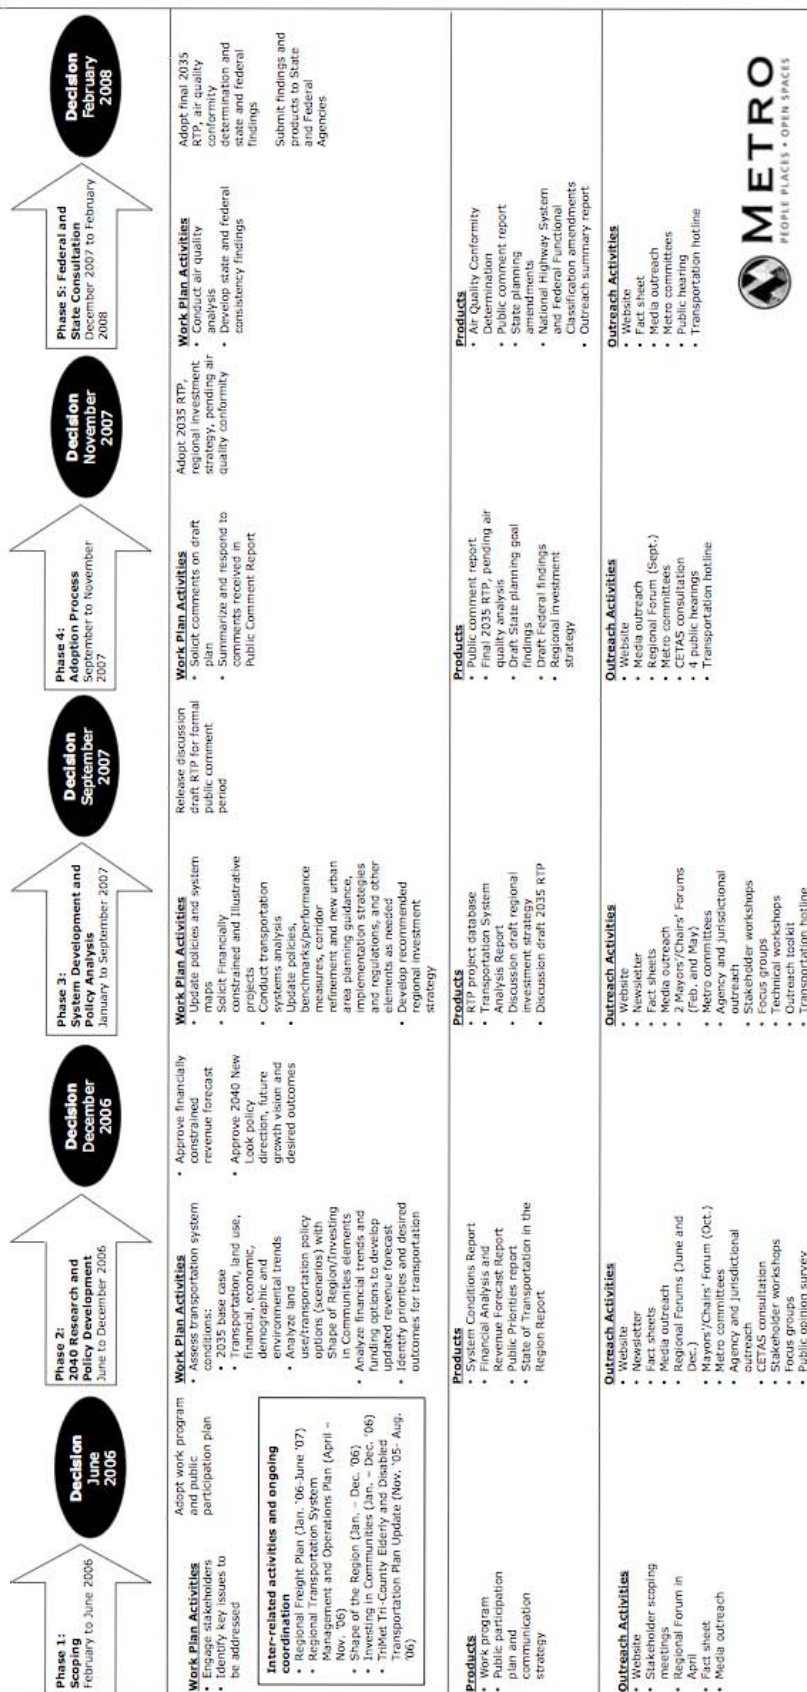 Phase 1:
Scoping
February to June 2006
Decision
June
2006
Phase 2:
2040 Research and
Policy Development
June to December 2006
Decision
December
2006
Phase 3:
System Development and
Policy Analysis
January to September 2007
Decision
September
2007
Phase 4:
Adoption Process
September to November
2007
Decision
November
2007
Phase 5: Federal and
State Consultation
December 2007 to February
2008
Decision
February
2008
Work Plan Activities
• Engage stakeholders
• Identify key issues to
be addressed
Adopt work program
and public
participation plan
Inter-related activities and ongoing
coordination
• Regional Freight Plan (Jan. '06-June '07)
• Regional Transportation System
Management and Operations Plan (April –
Nov. '06)
• Shape of the Region (Jan. – Dec. '06)
• Investing in Communities (Jan. – Dec. '06)
• TriMet Tri-County Elderly and Disabled
Transportation Plan Update (Nov. '05- Aug.
'06)
Work Plan Activities
• Assess transportation system
conditions:
• 2035 base case
• Transportation, land use,
financial, economic,
demographic and
environmental trends
• Analyze land
use/transportation policy
options (scenarios) with
Shape of Region/Investing
in Communities elements
• Analyze financial trends and
funding options to develop
updated revenue forecast
• Identify priorities and desired
outcomes for transportation
• Approve financially
constrained
revenue forecast
• Approve 2040 New
Look policy
direction, future
growth vision and
desired outcomes
Work Plan Activities
• Update policies and system
maps
• Solicit Financially
constrained and Illustrative
projects
• Conduct transportation
systems analysis
• Update policies,
benchmarks/performance
measures, corridor
refinement and new urban
area planning guidance,
implementation strategies
and regulations, and other
elements as needed
• Develop recommended
regional investment
strategy
Release discussion
draft RTP for formal
public comment
period
Work Plan Activities
• Solicit comments on draft
plan
• Summarize and respond to
comments received in
Public Comment Report
Adopt 2035 RTP,
regional investment
strategy, pending air
quality conformity
Work Plan Activities
• Conduct air quality
analysis
• Develop state and federal
consistency findings
Adopt final 2035
RTP, air quality
conformity
determination and
state and federal
findings
Submit findings and
products to State
and Federal
Agencies
Products
• Work program
• Public participation
plan and
communication
strategy
Products
• System Conditions Report
• Financial Analysis and
Revenue Forecast Report
• Public Priorities report
• State of Transportation in the
Region Report
Products
• RTP project database
• Transportation System
Analysis Report
• Discussion draft regional
investment strategy
• Discussion draft 2035 RTP
Products
• Public comment report
• Final 2035 RTP, pending air
quality analysis
• Draft State planning goal
findings
• Draft Federal findings
• Regional investment
strategy
Products
• Air Quality Conformity
Determination
• Public comment report
• State planning
amendments
• National Highway System
and Federal Functional
Classification amendments
• Outreach summary report
Outreach Activities
• Website
• Stakeholder scoping
meetings
• Regional Forum in
April
• Fact sheet
• Media outreach
Outreach Activities
• Website
• Newsletter
• Fact sheets
• Media outreach
• Regional Forums (June and
Dec.)
• Mayors'/Chairs' Forum (Oct.)
• Metro committees
• Agency and jurisdictional
outreach
• CETAS consultation
• Stakeholder workshops
• Focus groups
• Public opinion survey
Outreach Activities
• Website
• Newsletter
• Fact sheets
• Media outreach
• 2 Mayors'/Chairs' Forums
(Feb. and May)
• Metro committees
• Agency and jurisdictional
outreach
• Stakeholder workshops
• Focus groups
• Technical workshops
• Outreach toolkit
• Transportation hotline
Outreach Activities
• Website
• Media outreach
• Regional Forum (Sept.)
• Metro committees
• CETAS consultation
• 4 public hearings
• Transportation hotline
Outreach Activities
• Website
• Fact sheet
• Media outreach
• Metro committees
• Public hearing
• Transportation hotline
METRO
PEOPLE PLACES • OPEN SPACES